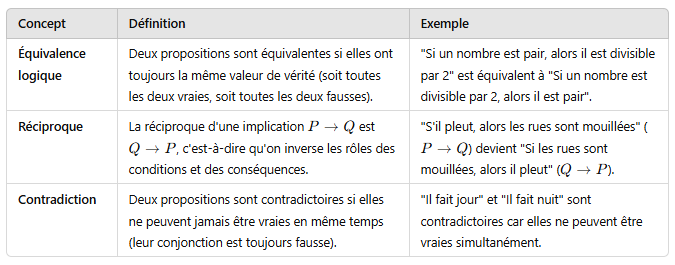 Concept Définition Exemple
Équivalence logique
Deux propositions sont équivalentes si elles ont
toujours la même valeur de vérité (soit toutes
les deux vraies, soit toutes les deux fausses).
"Si un nombre est pair, alors il est divisible
par 2" est équivalent à "Si un nombre est
divisible par 2, alors il est pair".
Réciproque
La réciproque d'une implication P → Q est
Q → P, c'est-à-dire qu'on inverse les rôles des
conditions et des conséquences.
"S'il pleut, alors les rues sont mouillées" (
P → Q) devient "Si les rues sont
mouillées, alors il pleut" (Q → P).
Contradiction
Deux propositions sont contradictoires si elles
ne peuvent jamais être vraies en même temps
(leur conjonction est toujours fausse).
"Il fait jour" et "Il fait nuit" sont
contradictoires car elles ne peuvent être
vraies simultanément.